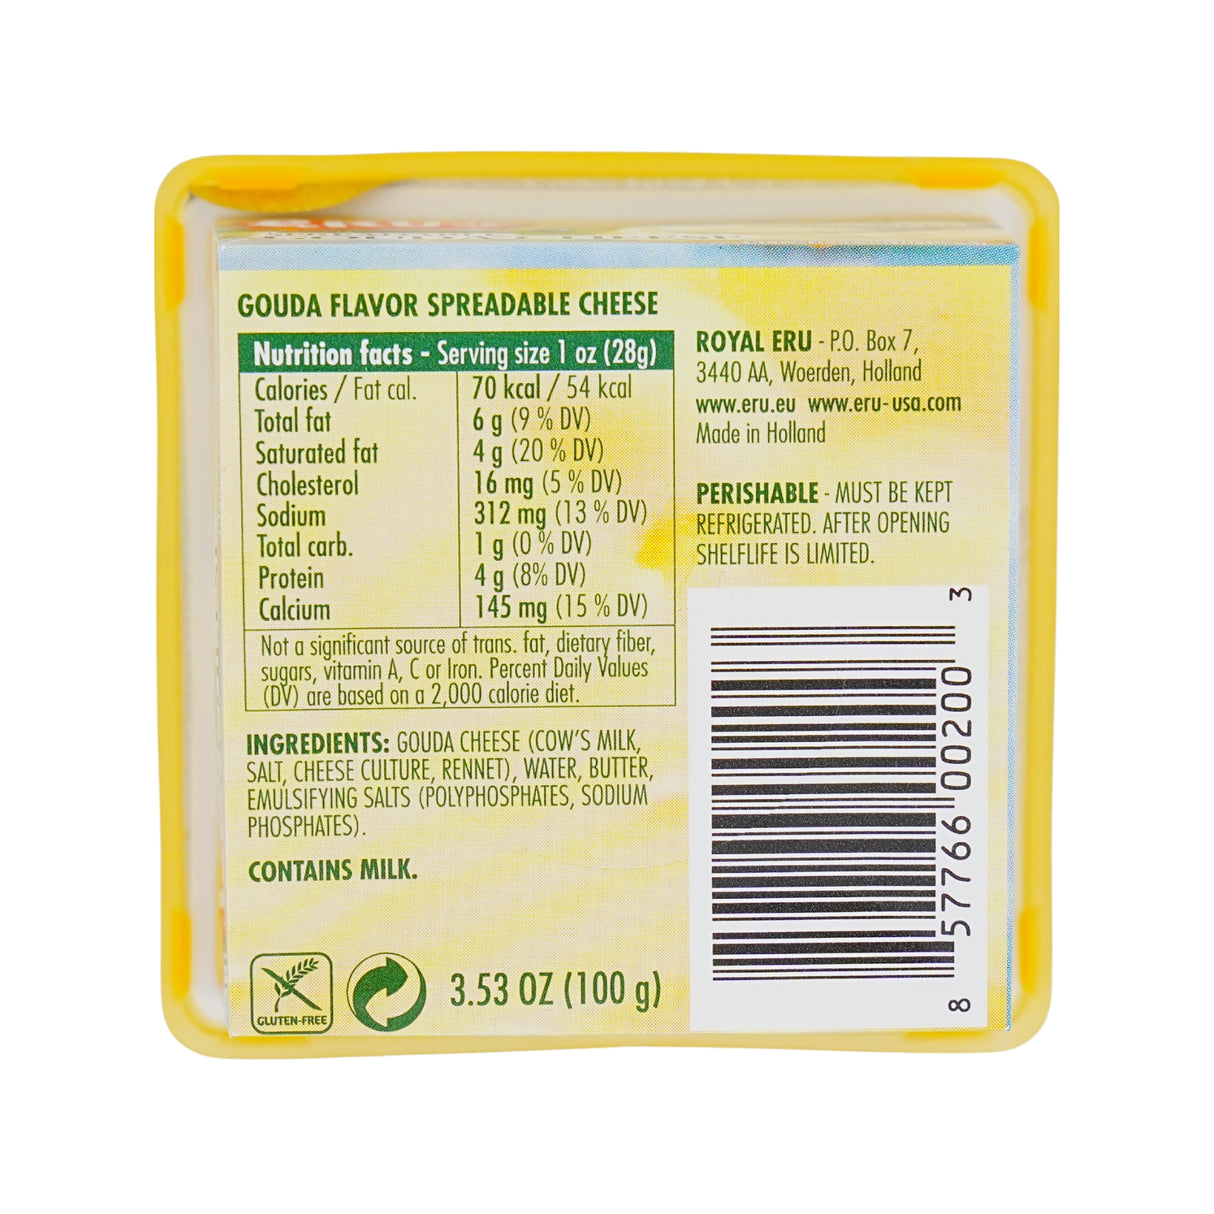 GOUDA FLAVOR SPREADABLE CHEESE
Nutrition facts - Serving size 1 oz (28g)
Calories / Fat cal. 70 kcal / 54 kcal
Total fat 6 g (9 % DV)
Saturated fat 4 g (20 % DV)
Cholesterol 16 mg (5 % DV)
Sodium 312 mg (13 % DV)
Total carb. 1 g (0 % DV)
Protein 4 g (8% DV)
Calcium 145 mg (15 % DV)
Not a significant source of trans. fat, dietary fiber,
sugars, vitamin A, C or Iron. Percent Daily Values
(DV) are based on a 2,000 calorie diet.
INGREDIENTS: GOUDA CHEESE (COW'S MILK,
SALT, CHEESE CULTURE, RENNET), WATER, BUTTER,
EMULSIFYING SALTS (POLYPHOSPHATES, SODIUM
PHOSPHATES).
CONTAINS MILK.
GLUTEN-FREE
3.53 OZ (100 g)
ROYAL ERU - P.O. Box 7,
3440 AA, Woerden, Holland
www.eru.eu www.eru-usa.com
Made in Holland
PERISHABLE - MUST BE KEPT
REFRIGERATED. AFTER OPENING
SHELFLIFE IS LIMITED.
8 57766 00200 3